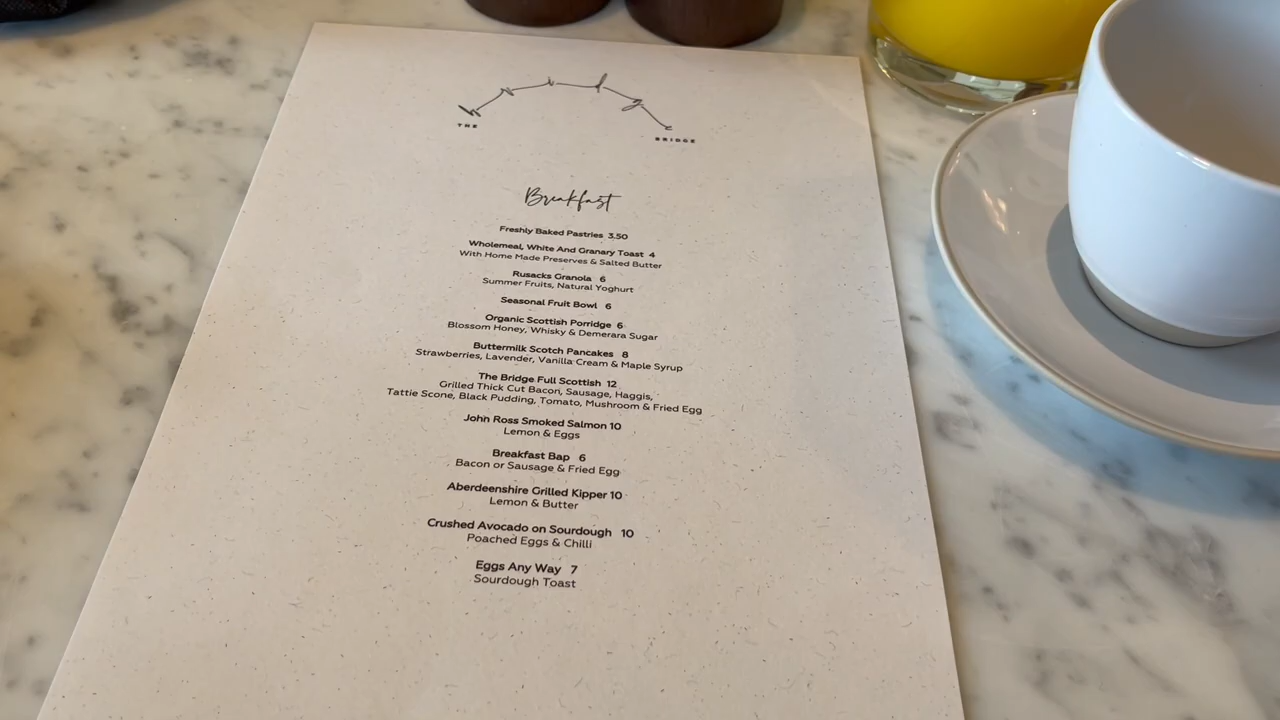 bridge
THE
BRIDGE
Breakfast
Freshly Baked Pastries 3.50
Wholemeal, White And Granary Toast 4
With Home Made Preserves & Salted Butter
Rusacks Granola 6
Summer Fruits, Natural Yoghurt
Seasonal Fruit Bowl 6
Organic Scottish Porridge 6
Blossom Honey, Whisky & Demerara Sugar
Buttermilk Scotch Pancakes 8
Strawberries, Lavender, Vanilla Cream & Maple Syrup
The Bridge Full Scottish 12
Grilled Thick Cut Bacon, Sausage, Haggis,
Tattie Scone, Black Pudding, Tomato, Mushroom & Fried Egg
John Ross Smoked Salmon 10
Lemon & Eggs
Breakfast Bap 6
Bacon or Sausage & Fried Egg
Aberdeenshire Grilled Kipper 10
Lemon & Butter
Crushed Avocado on Sourdough 10
Poached Eggs & Chilli
Eggs Any Way 7
Sourdough Toast